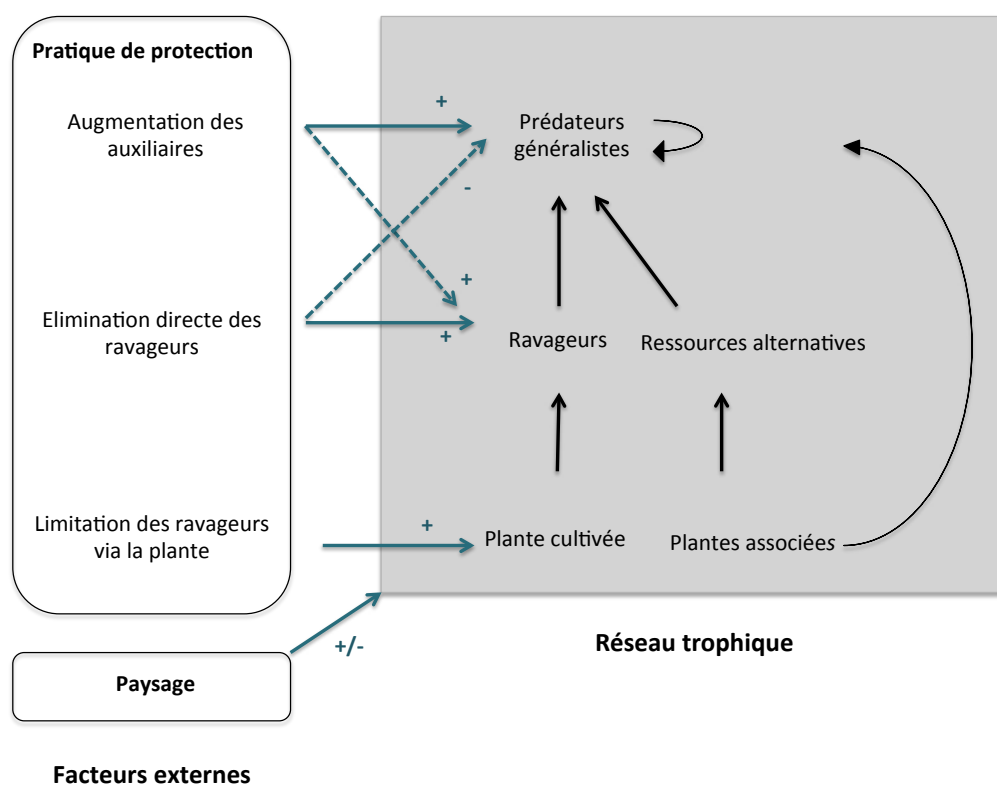 Pratique de protection
Augmentation des
auxiliaires
+
Prédateurs
généralistes
-
Elimination directe des
ravageurs
+
+
Ravageurs
Ressources alternatives
Limitation des ravageurs
via la plante
+
Plante cultivée
Plantes associées
+/-
Réseau trophique
Paysage
Facteurs externes